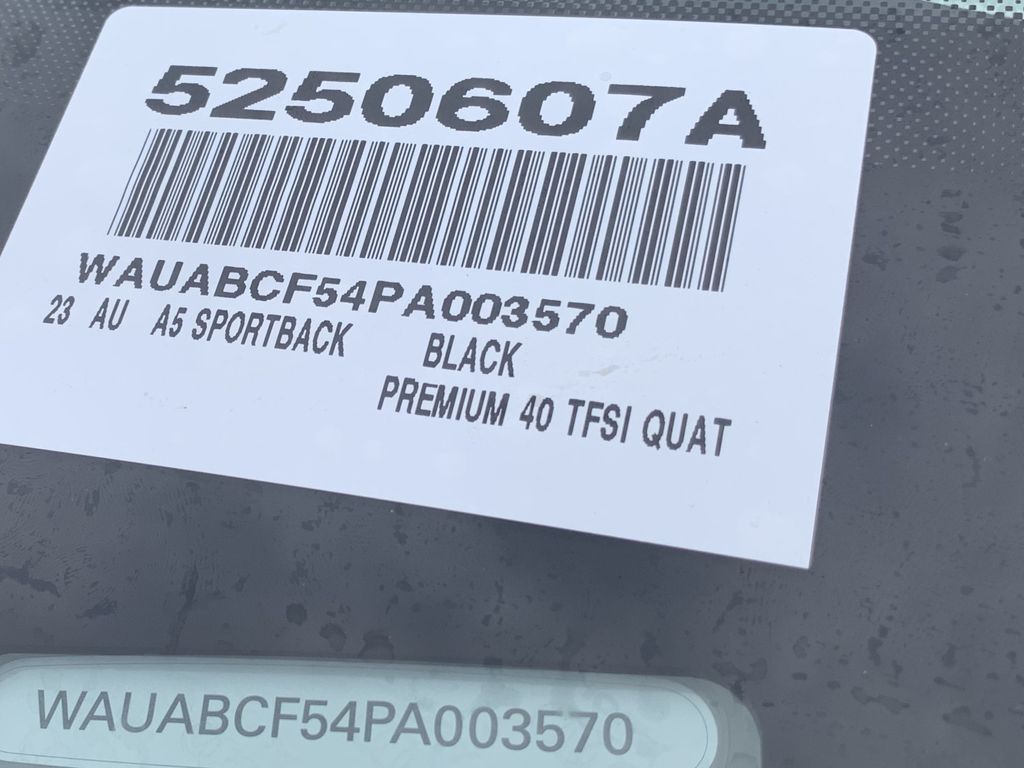 5250607A
WAUABCF54PA003570
23 AU A5 SPORTBACK BLACK
PREMIUM 40 TFSI QUAT
WAUABCF54PA003570